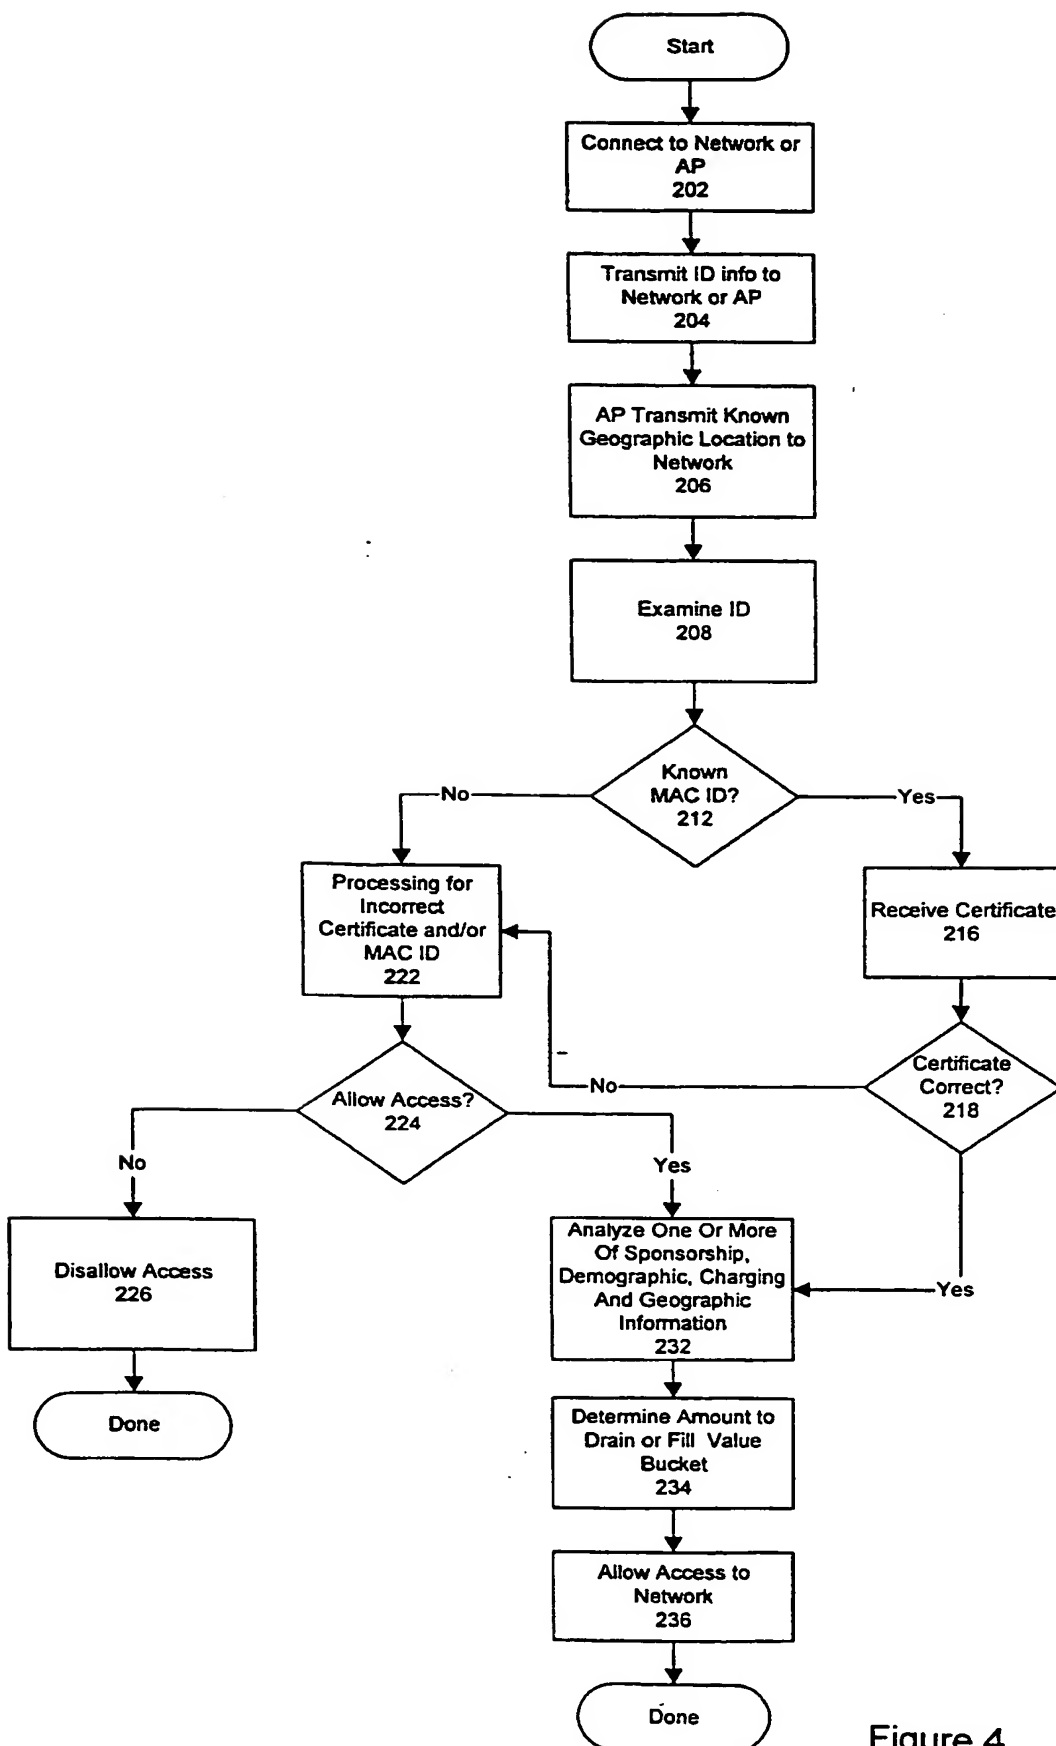 Start
Connect to Network or
AP
202
Transmit ID info to
Network or AP
204
AP Transmit Known
Geographic Location to
Network
206
Examine ID
208
Known
MAC ID?
212
No
Yes
Processing for
Incorrect
Certificate and/or
MAC ID
222
Receive Certificate
216
Certificate
Correct?
218
No
Allow Access?
224
No
Yes
Yes
Disallow Access
226
Analyze One Or More
Of Sponsorship,
Demographic, Charging
And Geographic
Information
232
Done
Determine Amount to
Drain or Fill Value
Bucket
234
Allow Access to
Network
236
Done
Figure 4